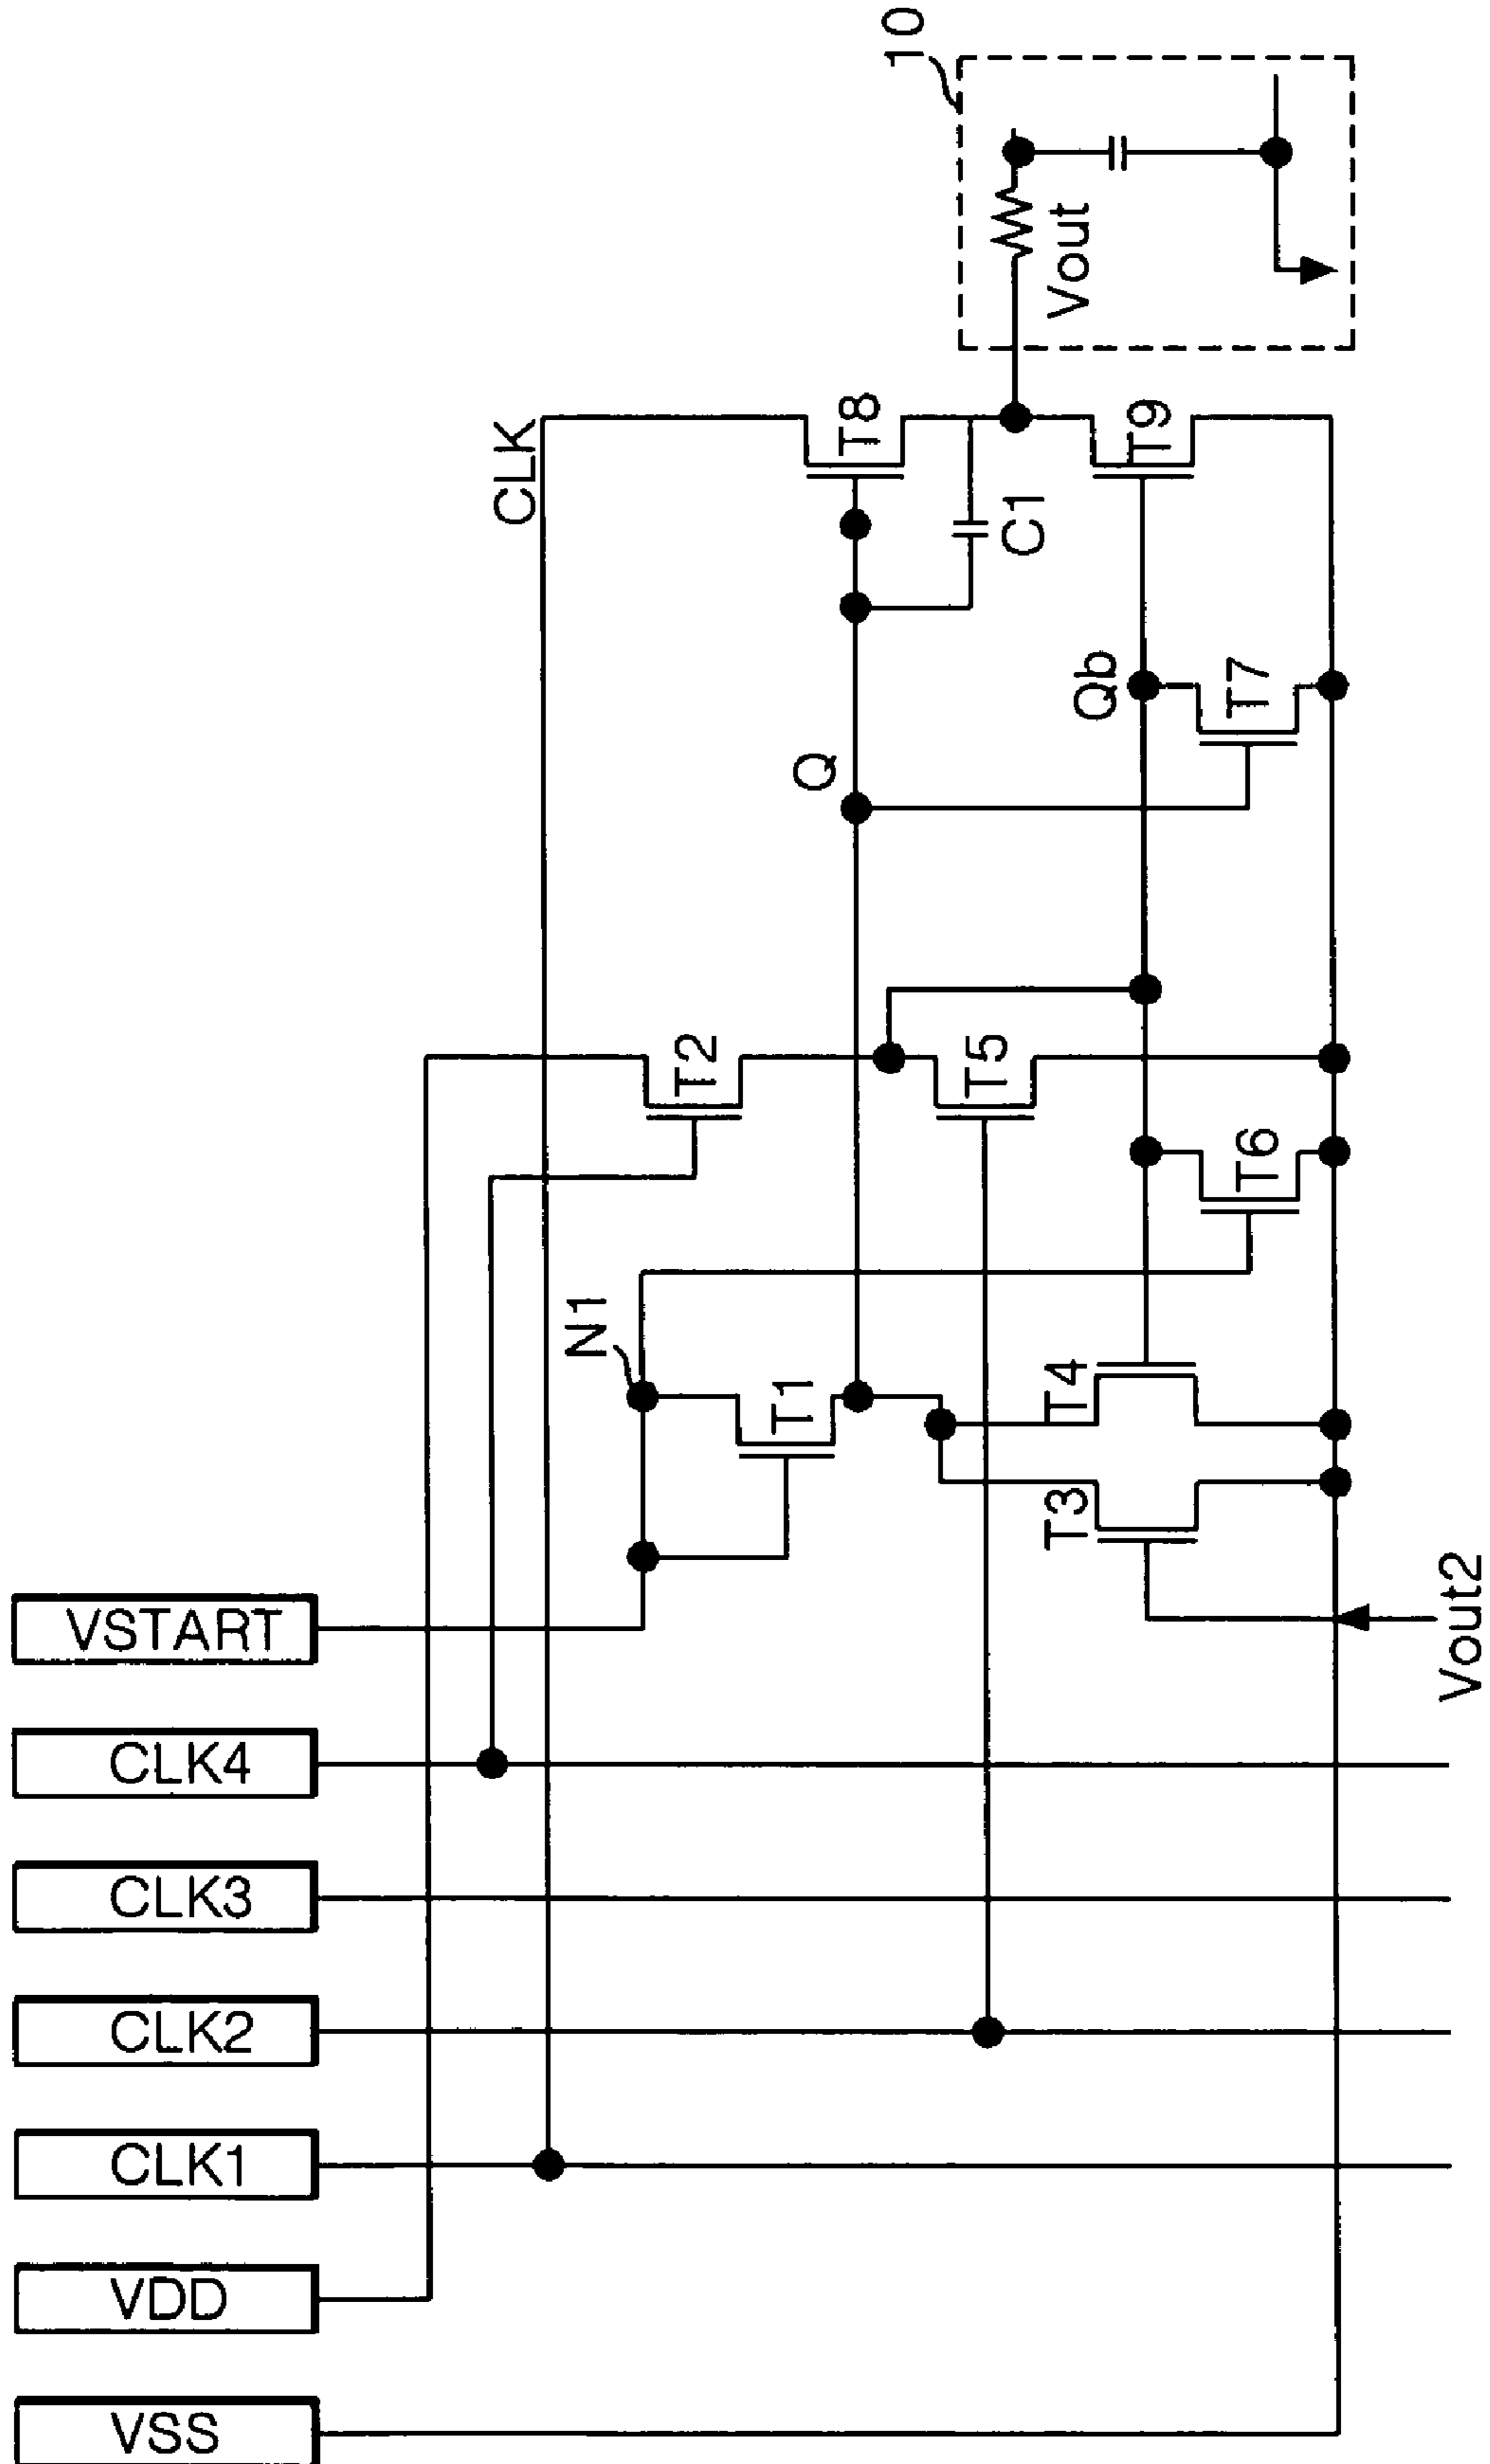 10
Vout
CLK
T8
T9
C1
Qb
T7
Q
T2
T5
T6
N1
T1
T4
T3
VSTART
Vout2
CLK4
CLK3
CLK2
CLK1
VDD
VSS